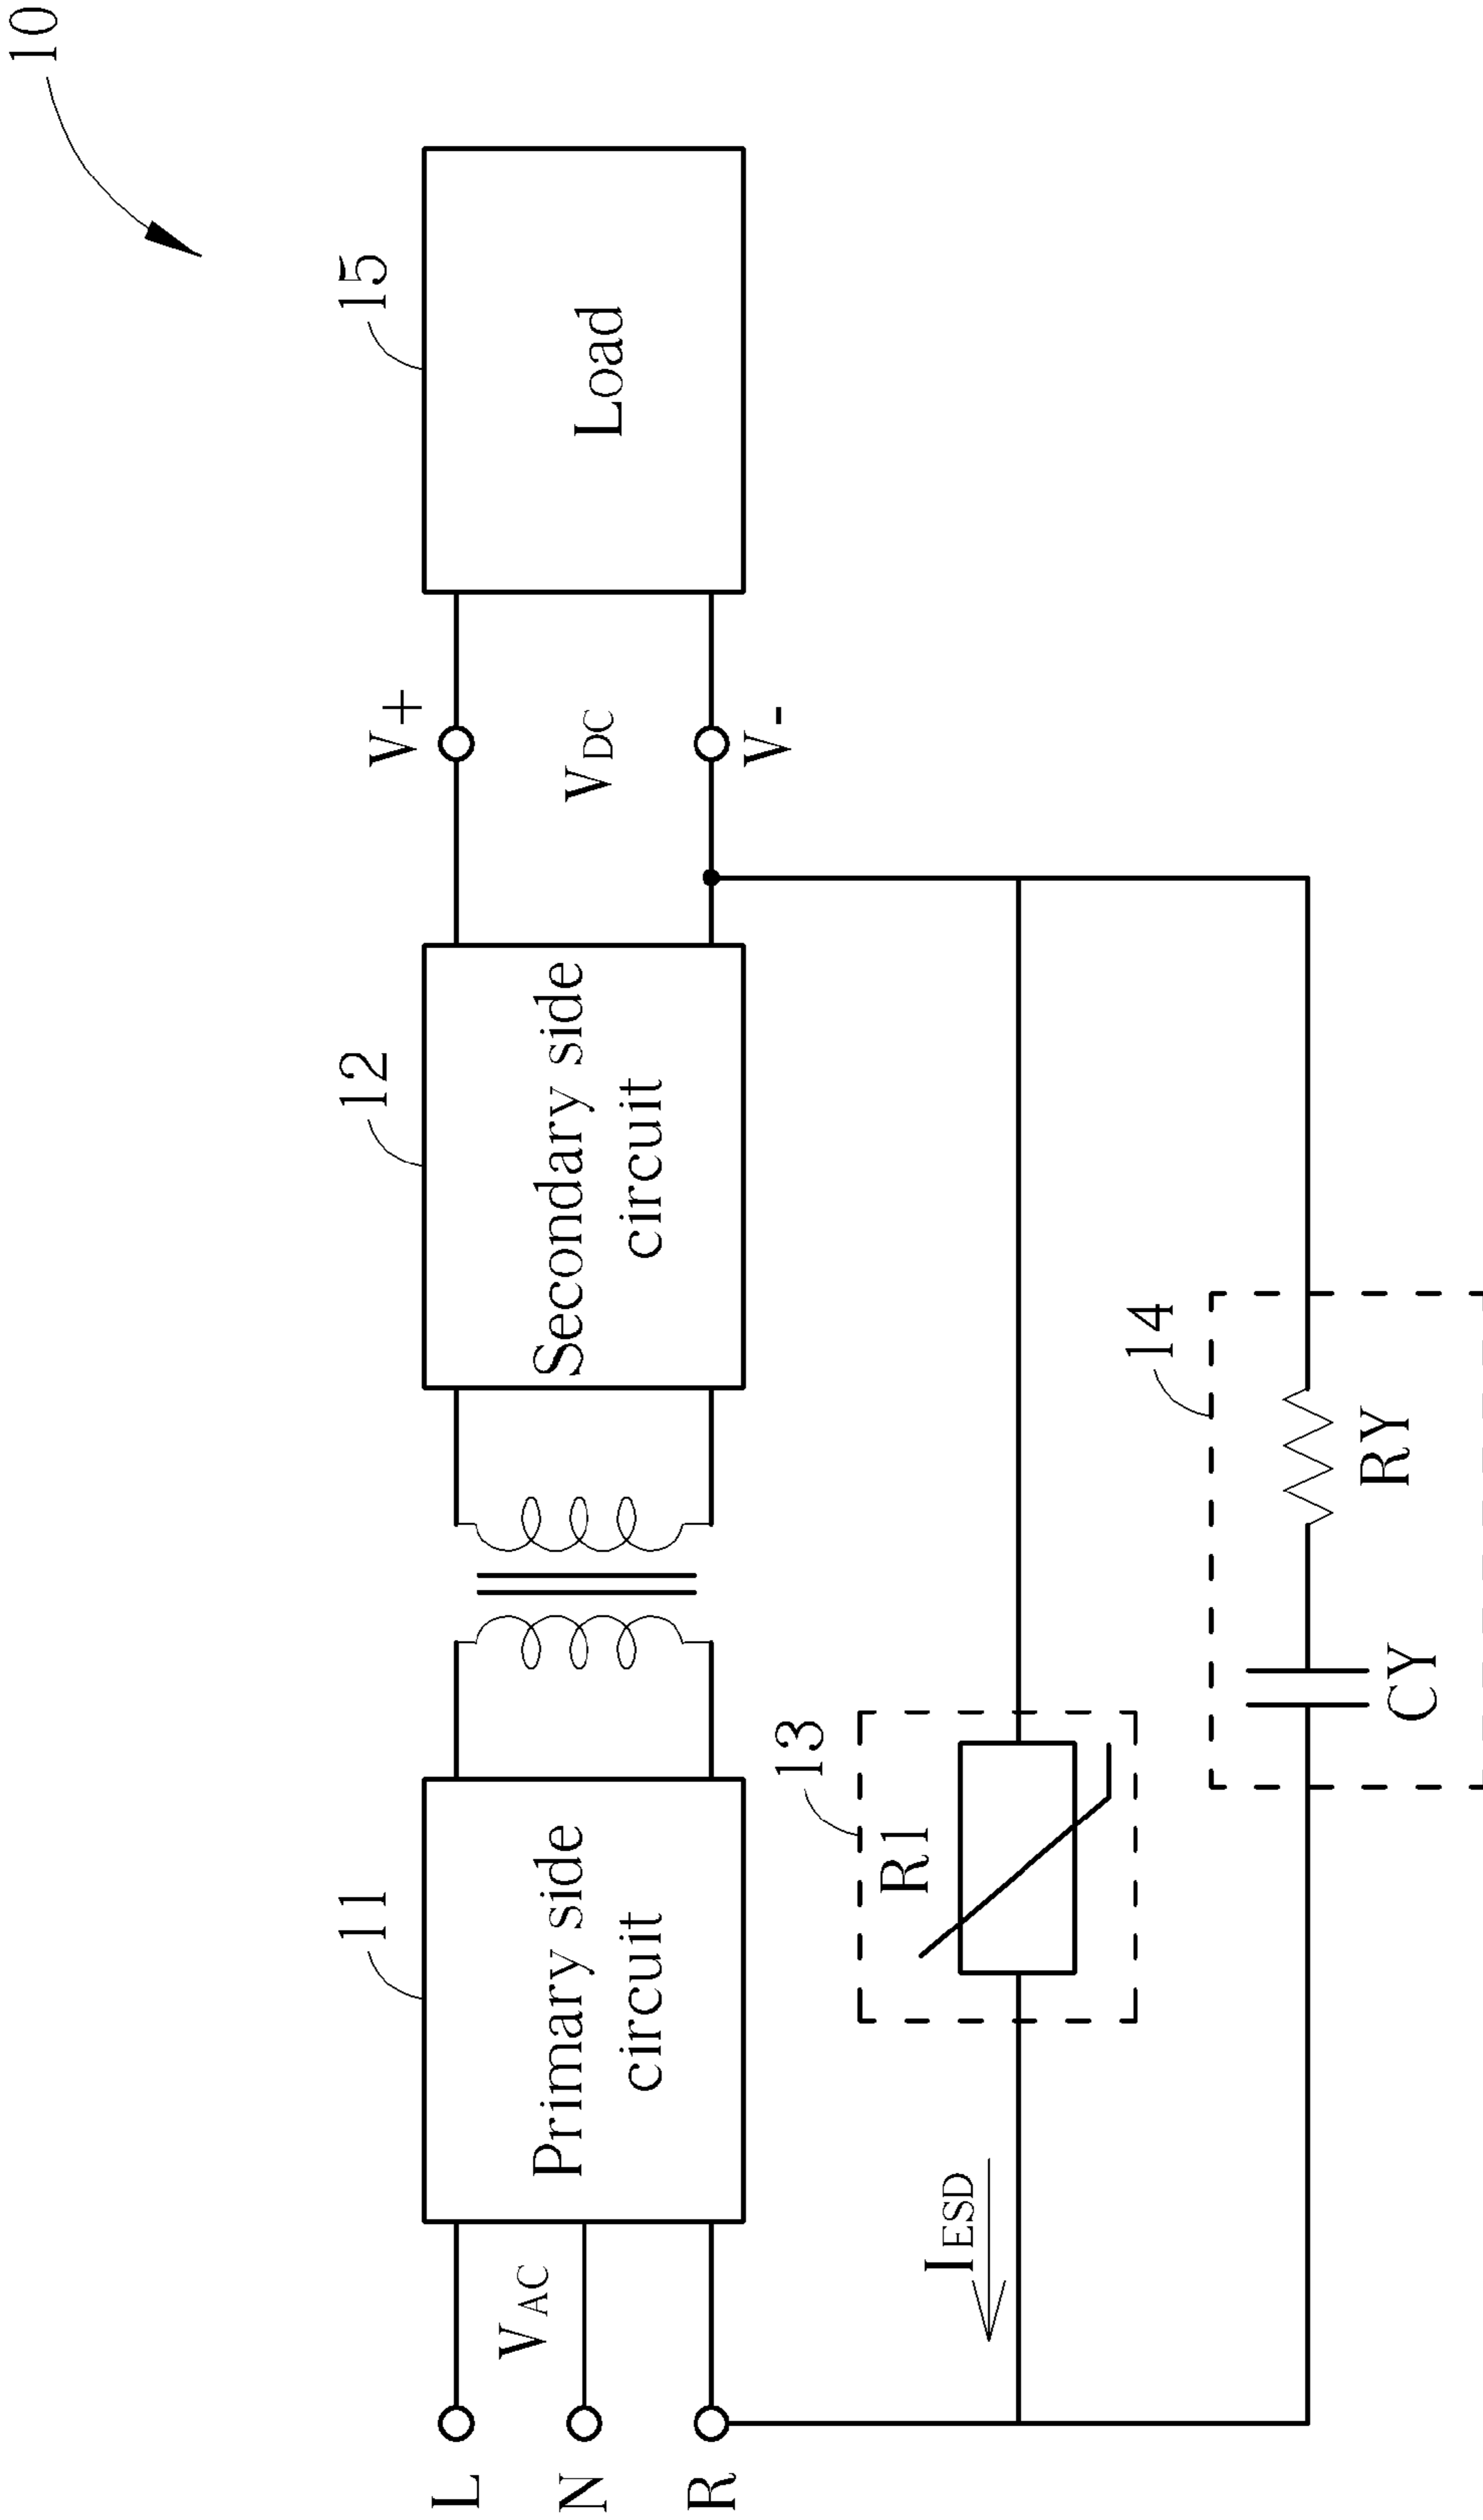 10
11
12
15
V+
L
VAC
N
R
Primary side
circuit
Secondary side
circuit
VDC
V-
Load
13
R1
IESD
14
RY
CY